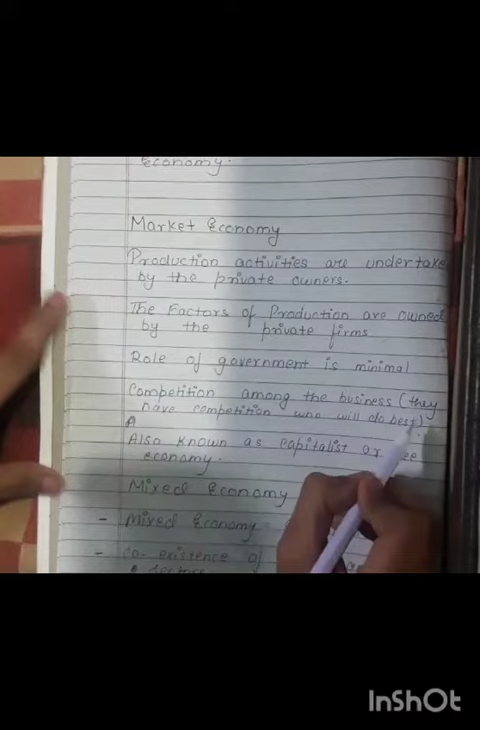 Economy.
Market Economy
Production activities are undertake
by the private owners.
The Factors of Production are owned
by the private firms
Role of government is minimal
Competition among the business (they
have competition who will do best)
Also known as capitalist or
economy.
Mixed Economy
- Mixed Economy
- co-existence of
InShOt